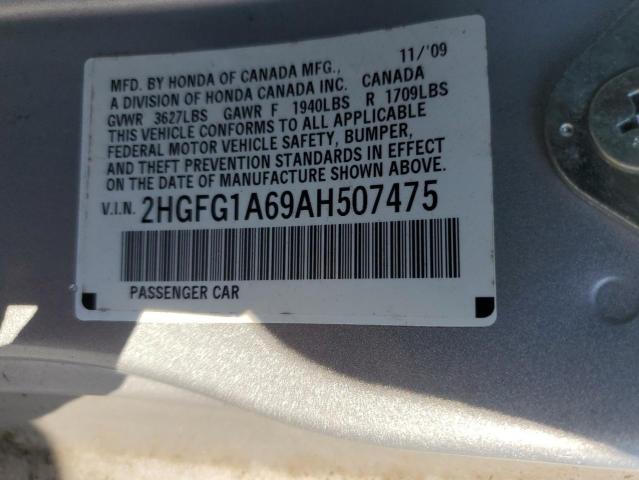 11/'09
MFD. BY HONDA OF CANADA MFG.,
A DIVISION OF HONDA CANADA INC. CANADA
GVWR 3627LBS GAWR F 1940LBS R 1709LBS
THIS VEHICLE CONFORMS TO ALL APPLICABLE
FEDERAL MOTOR VEHICLE SAFETY, BUMPER,
AND THEFT PREVENTION STANDARDS IN EFFECT
ON THE DATE OF MANUFACTURE SHOWN ABOVE.
V.I.N. 2HGFG1A69AH507475
PASSENGER CAR